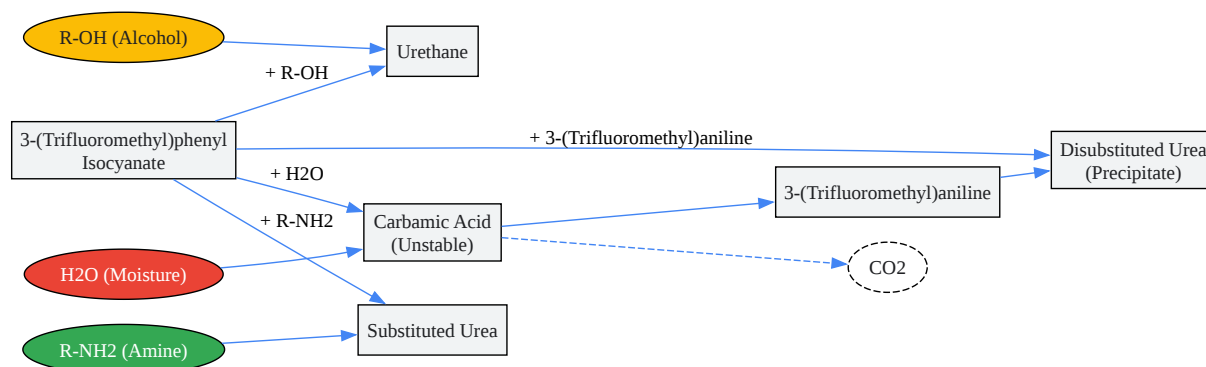 R-OH (Alcohol)
Urethane
+ R-OH
3-(Trifluoromethyl)phenyl
Isocyanate
+ 3-(Trifluoromethyl)aniline
Disubstituted Urea
(Precipitate)
+ H2O
3-(Trifluoromethyl)aniline
+ R-NH2
Carbamic Acid
(Unstable)
H2O (Moisture)
CO2
Substituted Urea
R-NH2 (Amine)